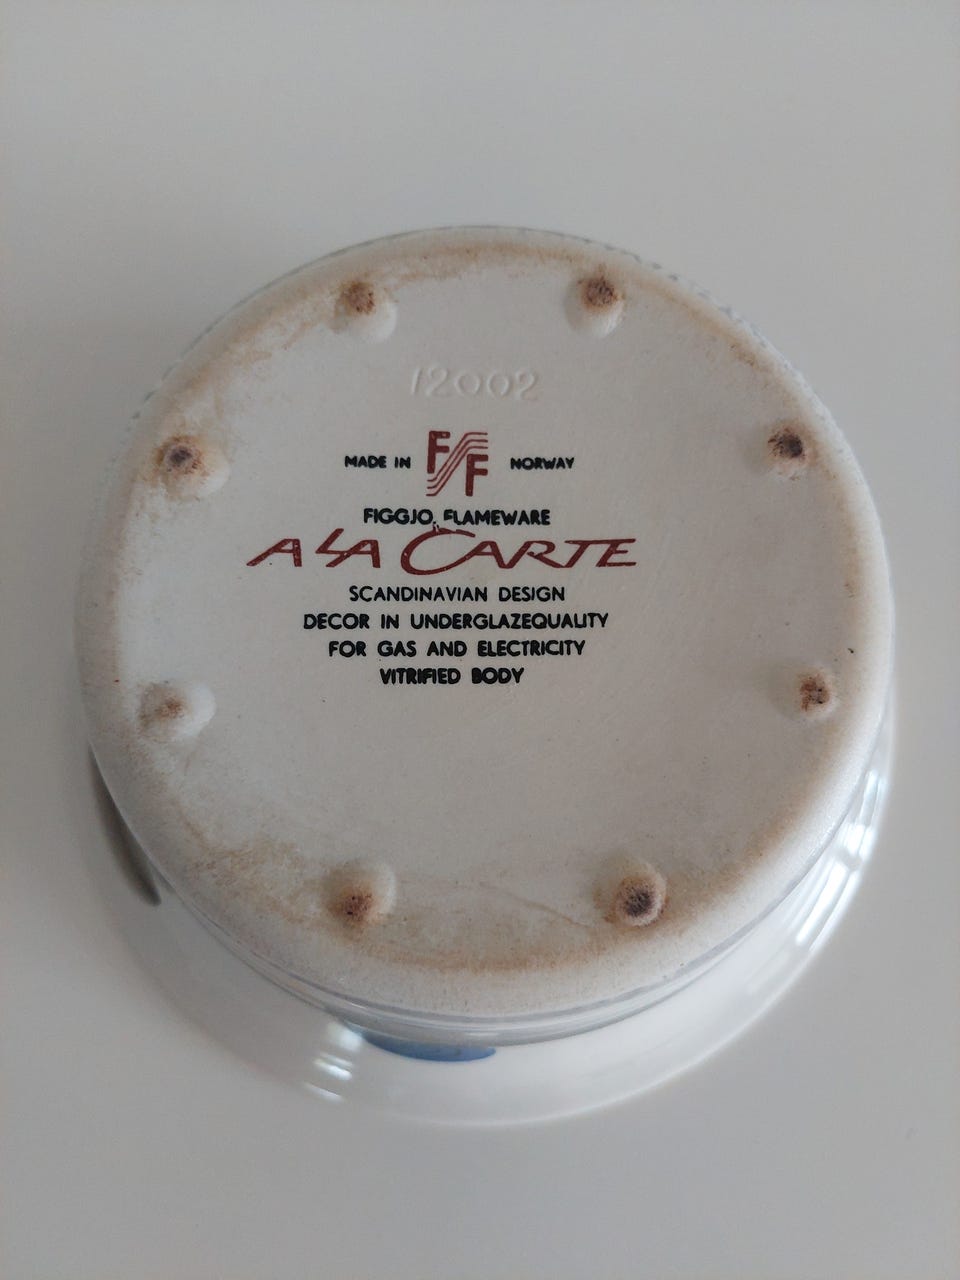 12002
MADE IN FF NORWAY
FIGGJO FLAMEWARE
A LA CARTE
SCANDINAVIAN DESIGN
DECOR IN UNDERGLAZEQUALITY
FOR GAS AND ELECTRICITY
VITRIFIED BODY